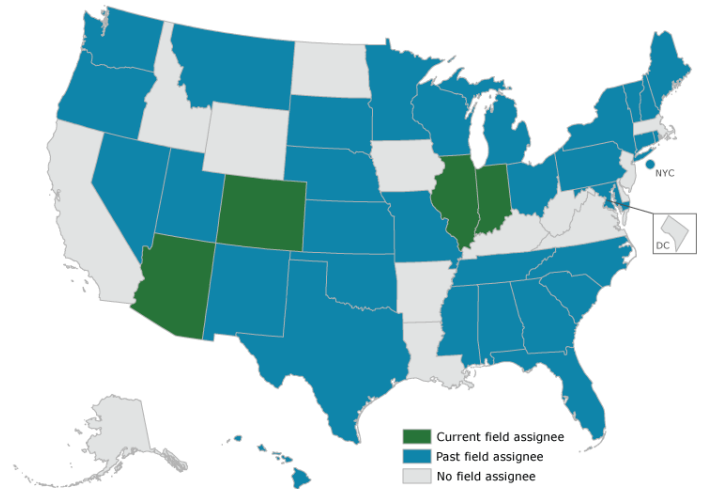 NYC
DC
Current field assignee
Past field assignee
No field assignee